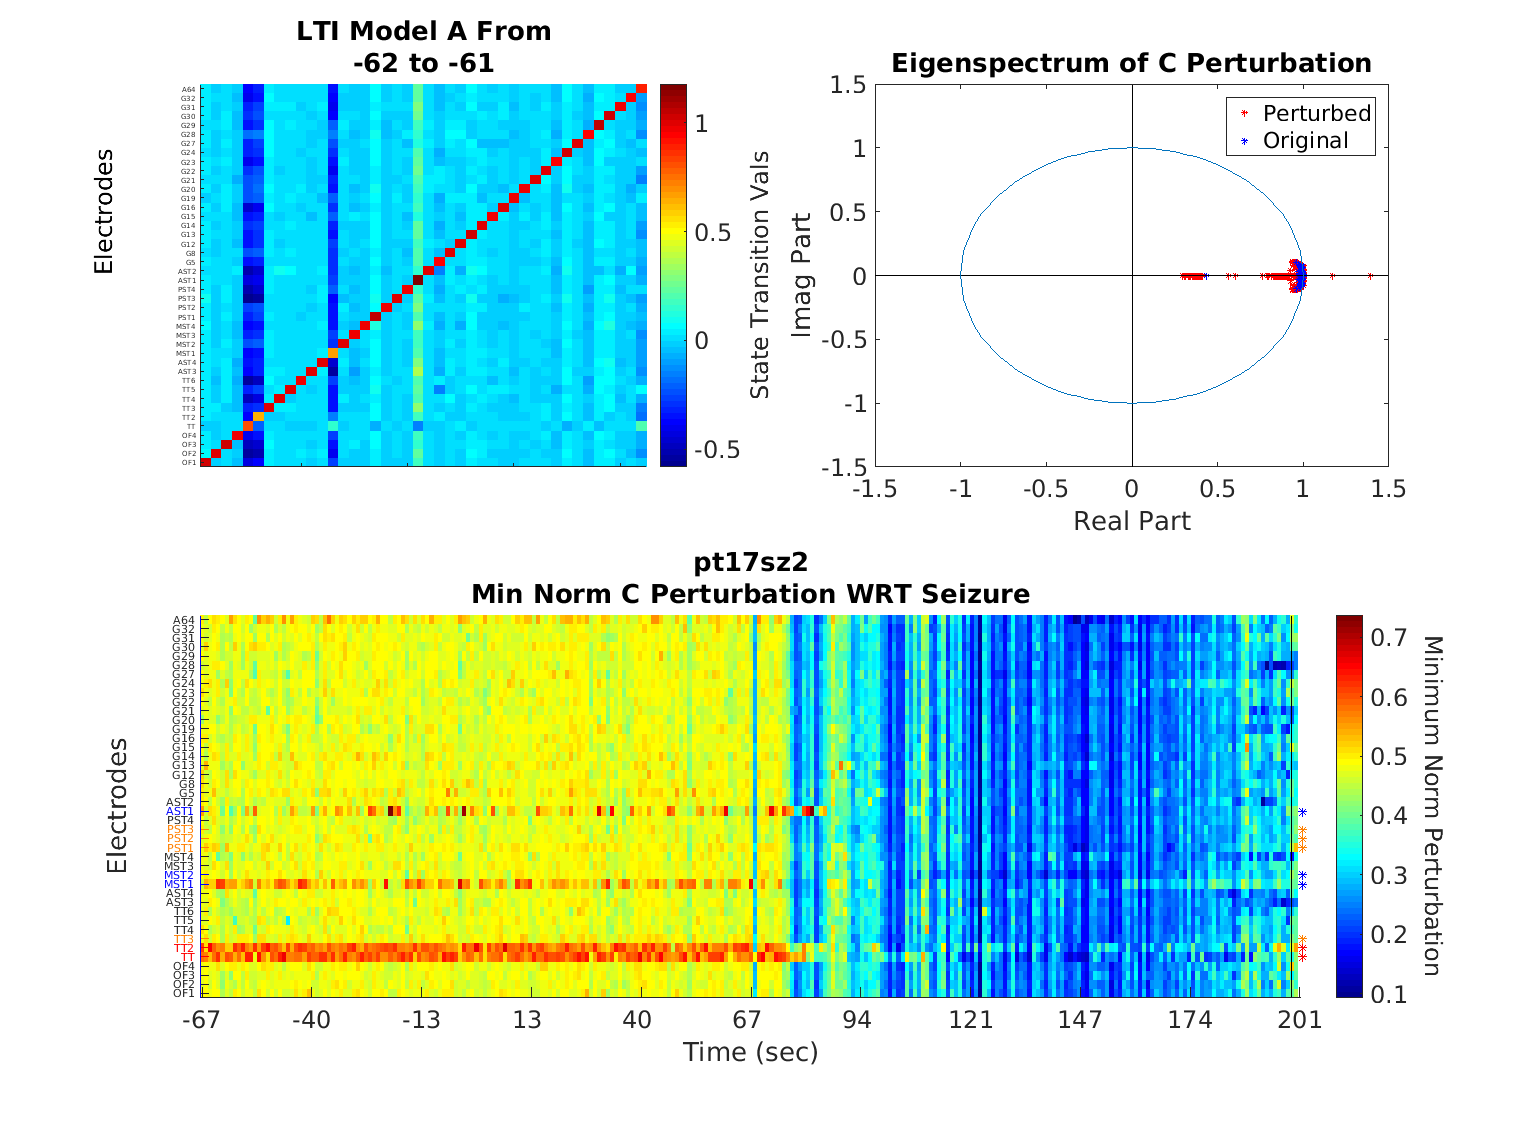 LTI Model A From
-62 to -61
Electrodes
A64
G32
G31
G30
G29
G28
G27
G24
G23
G22
G21
G20
G19
G16
G15
G14
G13
G12
G8
G5
AST2
AST1
PST4
PST3
PST2
PST1
MST4
MST3
MST2
MST1
AST4
AST3
TT6
TT5
TT4
TT3
TT2
TT
OF4
OF3
OF2
OF1
1
0.5
0
-0.5
State Transition Vals
Eigenspectrum of C Perturbation
Perturbed
Original
1.5
1
0.5
0
-0.5
-1
-1.5
Imag Part
-1.5 -1 -0.5 0 0.5 1 1.5
Real Part
pt17sz2
Min Norm C Perturbation WRT Seizure
Electrodes
A64
G32
G31
G30
G29
G28
G27
G24
G23
G22
G21
G20
G19
G16
G15
G14
G13
G12
G8
G5
AST2
AST1
PST4
PST3
PST2
PST1
MST4
MST3
MST2
MST1
AST4
AST3
TT6
TT5
TT4
TT3
TT2
TT
OF4
OF3
OF2
OF1
-67 -40 -13 13 40 67 94 121 147 174 201
Time (sec)
0.7
0.6
0.5
0.4
0.3
0.2
0.1
Minimum Norm Perturbation